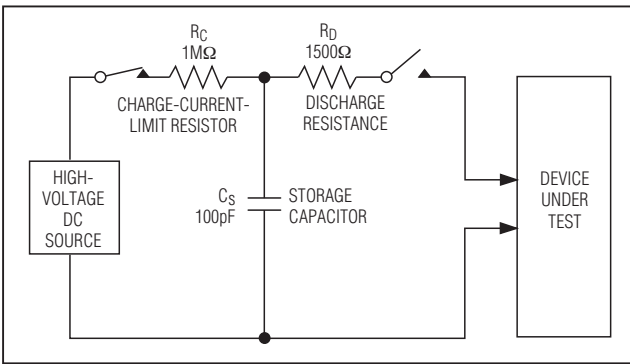 R_C
1MΩ
CHARGE-CURRENT-
LIMIT RESISTOR
R_D
1500Ω
DISCHARGE
RESISTANCE
HIGH-
VOLTAGE
DC
SOURCE
C_S
100pF
STORAGE
CAPACITOR
DEVICE
UNDER
TEST